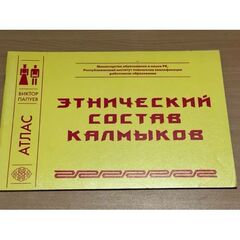 Министерство образования и науки РК,
Республиканский институт повышения квалификации
работников образования
ВИКТОР
ПАПУЕВ
АТЛАС
ЭТНИЧЕСКИЙ
СОСТАВ
КАЛМЫКОВ